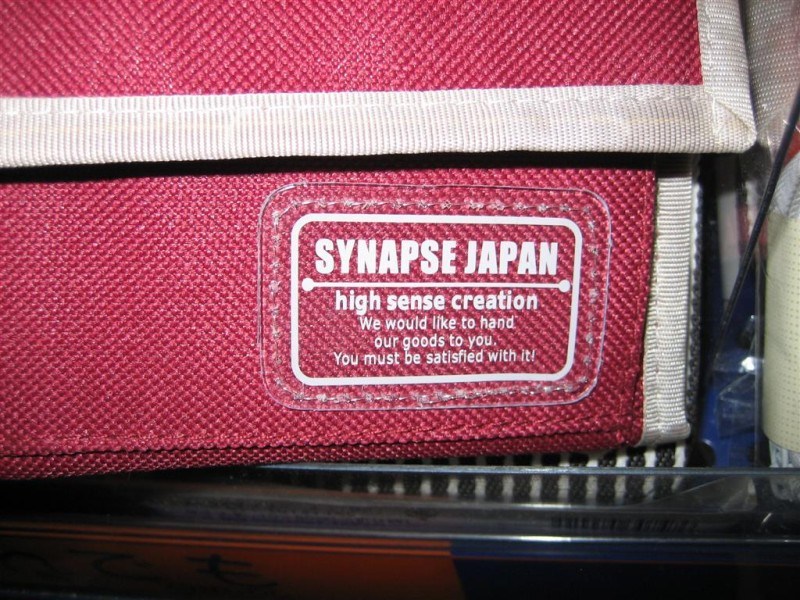 SYNAPSE JAPAN
high sense creation
We would like to hand
our goods to you.
You must be satisfied with it!